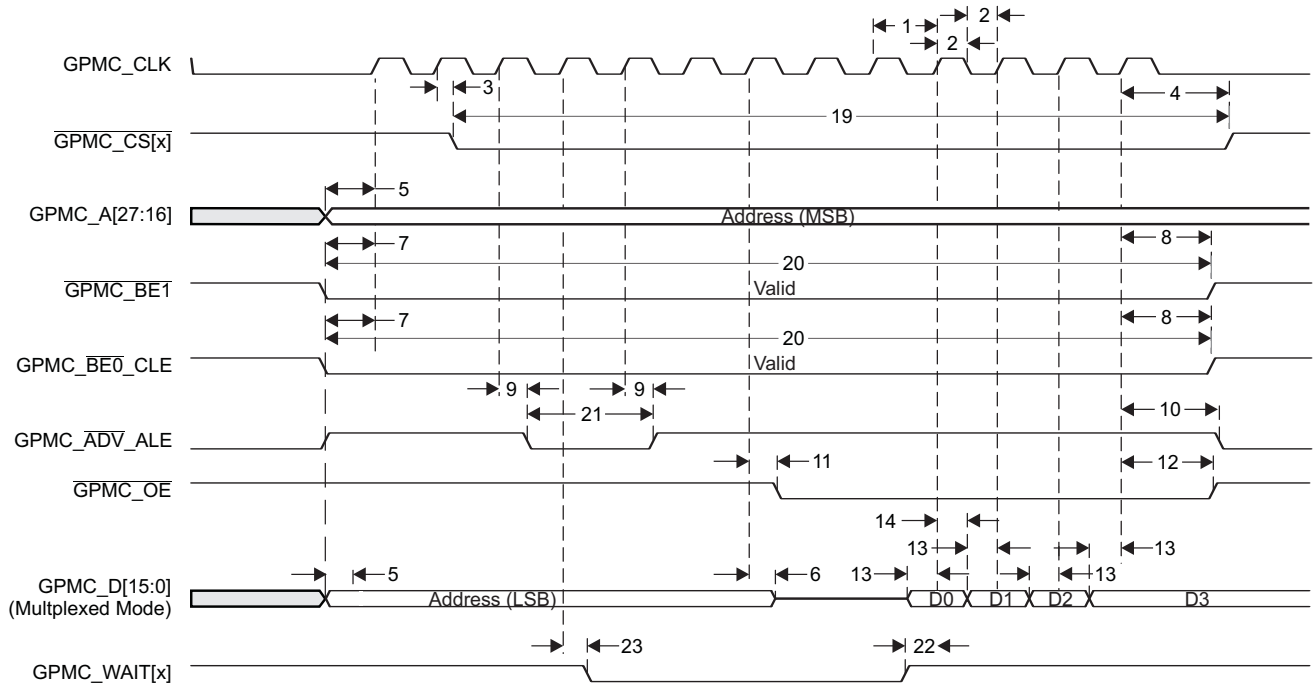 1
2
2
GPMC_CLK
3
4
19
GPMC_CS[x]
5
GPMC_A[27:16]
Address (MSB)
7
8
20
GPMC_BE1
Valid
7
8
20
GPMC_BE0_CLE
Valid
9
9
21
10
GPMC_ADV_ALE
11
12
GPMC_OE
14
13
13
GPMC_D[15:0]
(Multplexed Mode)
5
6
13
13
Address (LSB)
D0
D1
D2
D3
23
22
GPMC_WAIT[x]